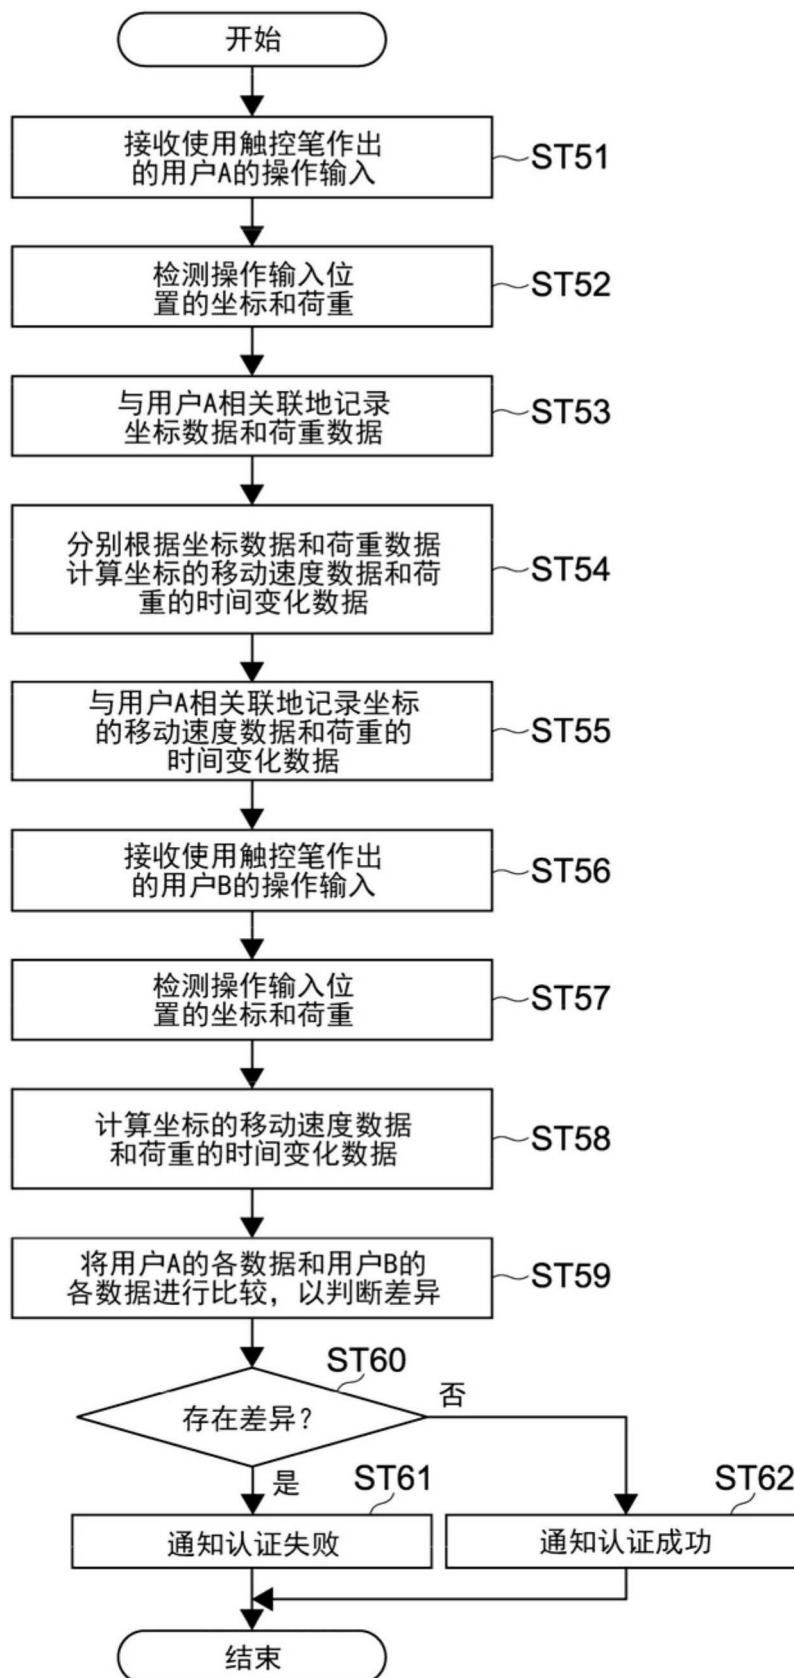 开始
接收使用触控笔作出
的用户A的操作输入
ST51
检测操作输入位
置的坐标和荷重
ST52
与用户A相关联地记录
坐标数据和荷重数据
ST53
分别根据坐标数据和荷重数据
计算坐标的移动速度数据和荷
重的时间变化数据
ST54
与用户A相关联地记录坐标
的移动速度数据和荷重的
时间变化数据
ST55
接收使用触控笔作出
的用户B的操作输入
ST56
检测操作输入位
置的坐标和荷重
ST57
计算坐标的移动速度数据
和荷重的时间变化数据
ST58
将用户A的各数据和用户B的
各数据进行比较，以判断差异
ST59
ST60
存在差异?
否
是
ST61
通知认证失败
ST62
通知认证成功
结束